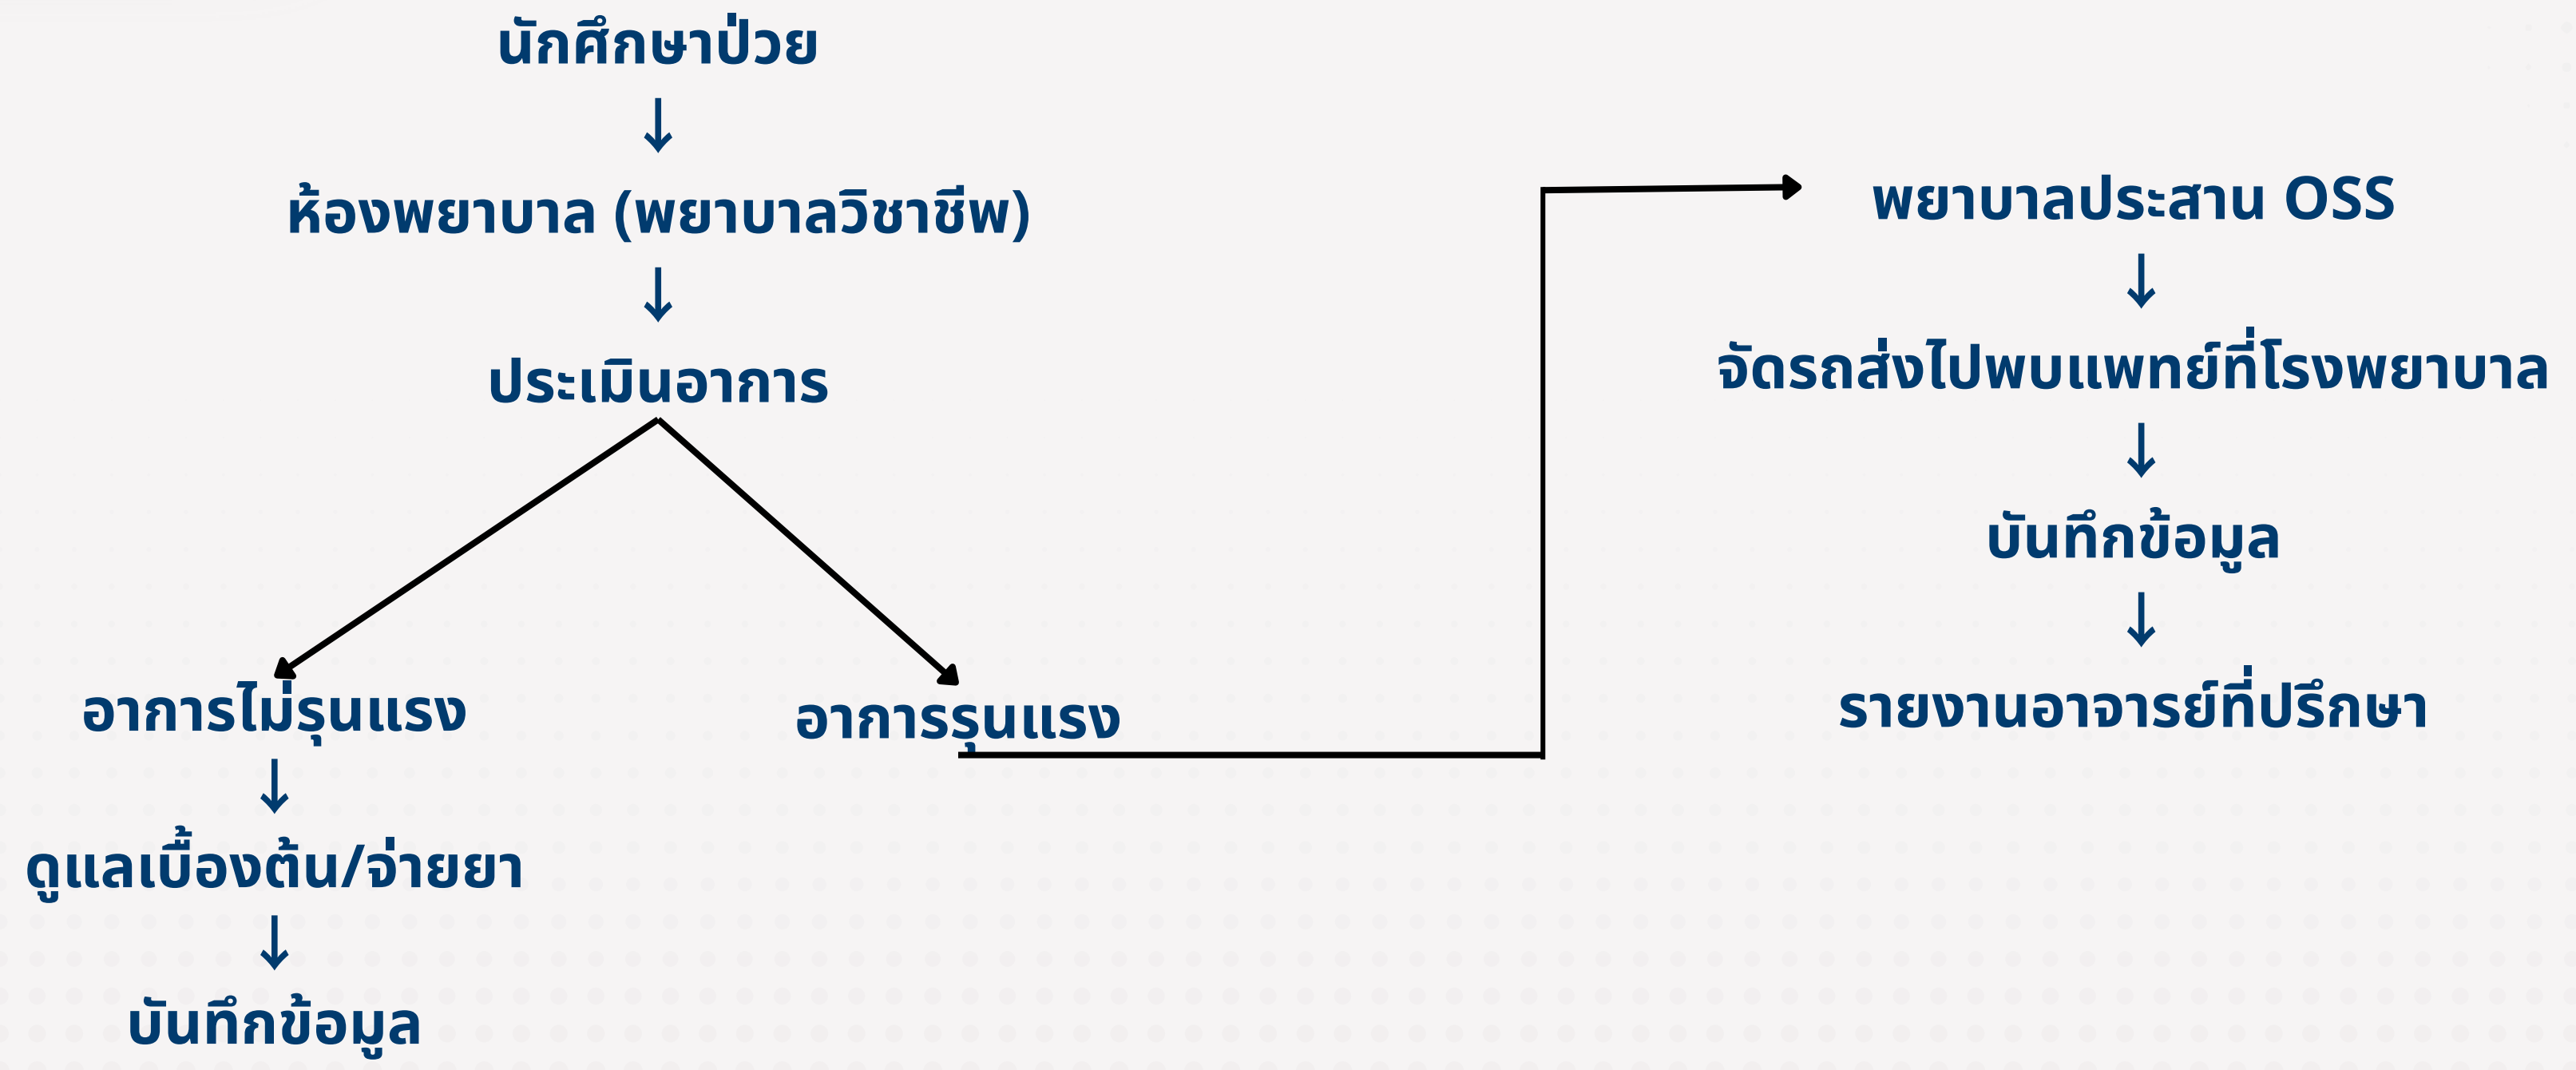 นักศึกษาป่วย
ห้องพยาบาล (พยาบาลวิชาชีพ)
ประเมินอาการ
อาการไม่รุนแรง
ดูแลเบื้องต้น/จ่ายยา
บันทึกข้อมูล
อาการรุนแรง
พยาบาลประสาน OSS
จัดรถส่งไปพบแพทย์ที่โรงพยาบาล
บันทึกข้อมูล
รายงานอาจารย์ที่ปรึกษา